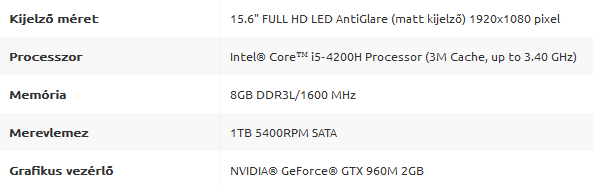 Kijelző méret 15.6" FULL HD LED AntiGlare (matt kijelző) 1920x1080 pixel
Processzor Intel® Core™ i5-4200H Processor (3M Cache, up to 3.40 GHz)
Memória 8GB DDR3L/1600 MHz
Merevlemez 1TB 5400RPM SATA
Grafikus vezérlő NVIDIA® GeForce® GTX 960M 2GB